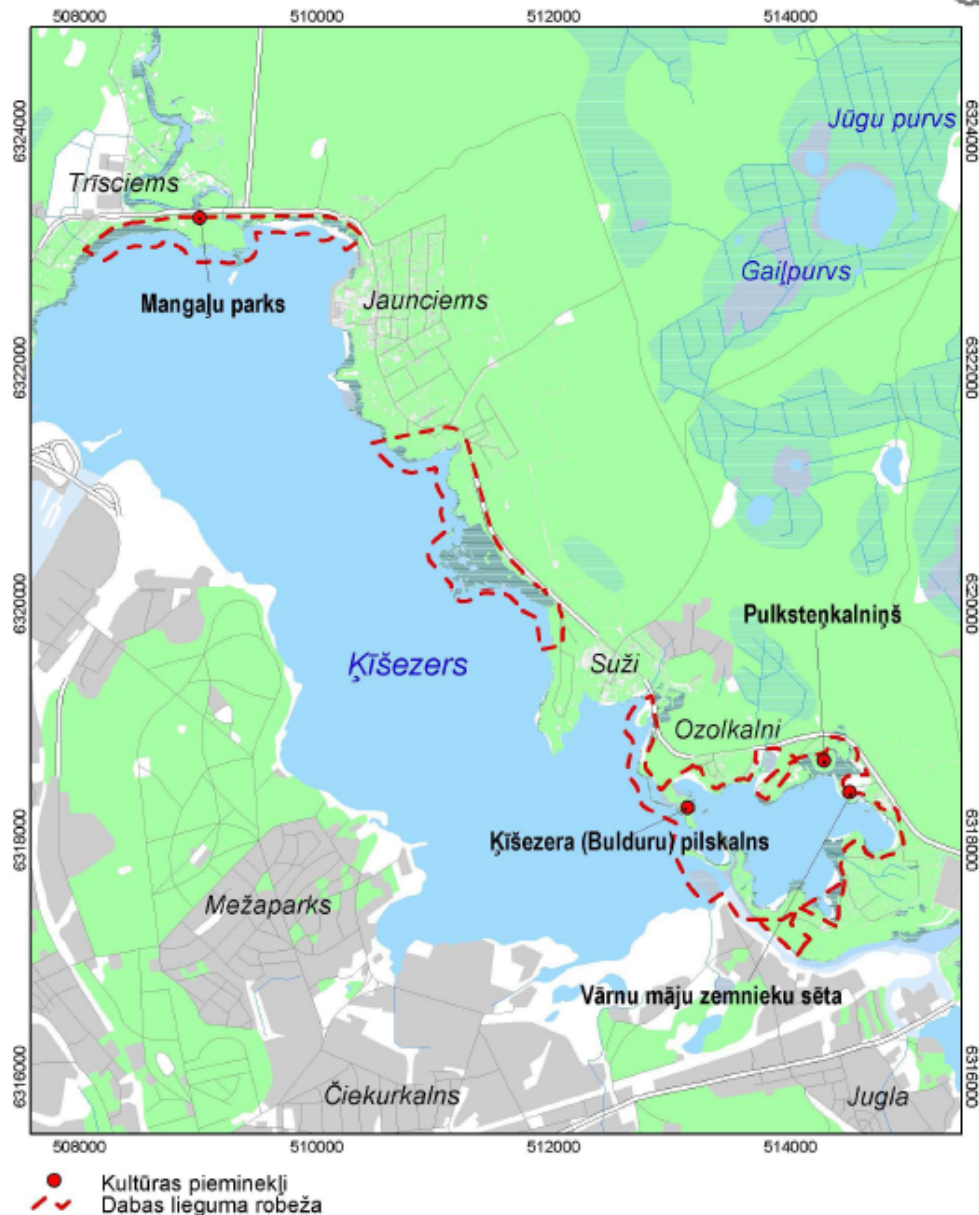 508000 510000 512000 514000
6324000
6324000
Jūgu purvs
Trīsciems
Gaiļpurvs
Mangaļu parks
Jaunciems
6322000
6322000
6320000
6320000
Pulksteņkalniņš
Ķīšezers
Suži
Ozolkalni
6318000
6318000
Ķīšezera (Bulduru) pilskalns
Mežaparks
Vārnu māju zemnieku sēta
6316000
6316000
Čiekurkalns
Jugla
508000 510000 512000 514000
Kultūras pieminekļi
Dabas lieguma robeža